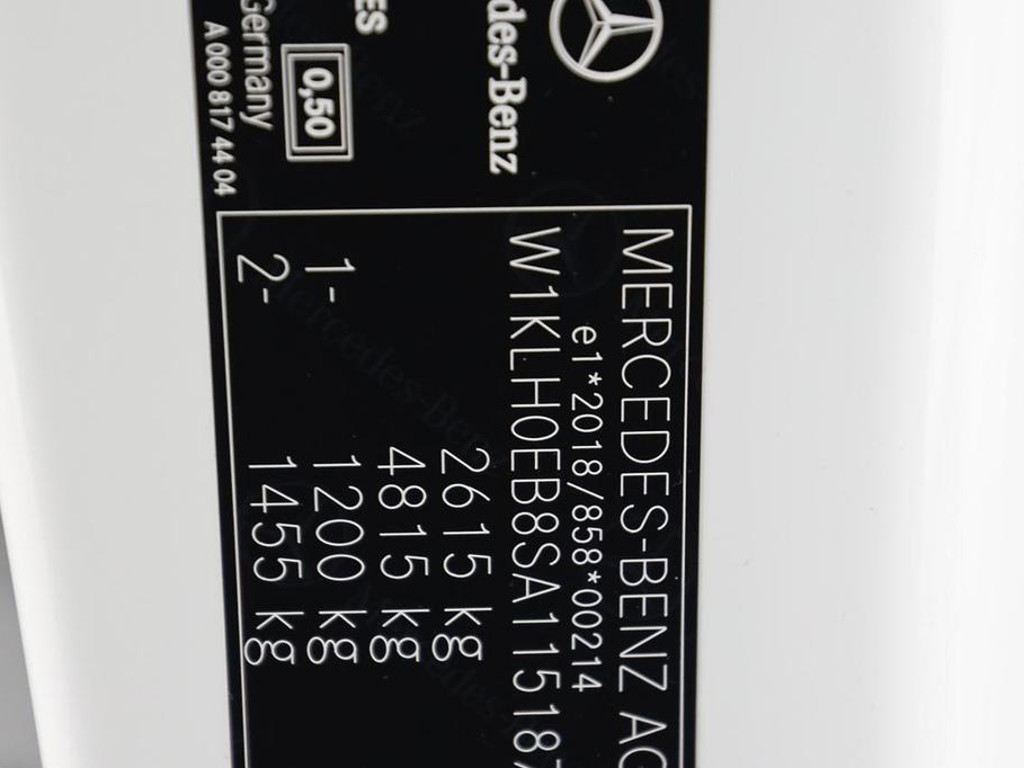 des-Benz
ES
0,50
Germany
A 000 817 44 04
MERCEDES-BENZ AG
e1*2018/858*00214
W1KLH0EB8SA115187
2615 kg
4815 kg
1- 1200 kg
2- 1455 kg